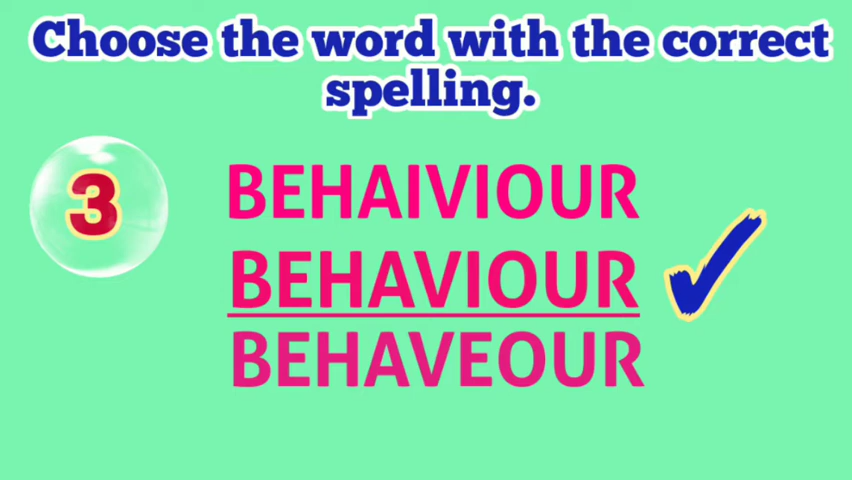 Choose the word with the correct
spelling.
3
BEHAIVIOUR
BEHAVIOUR
BEHAVEOUR